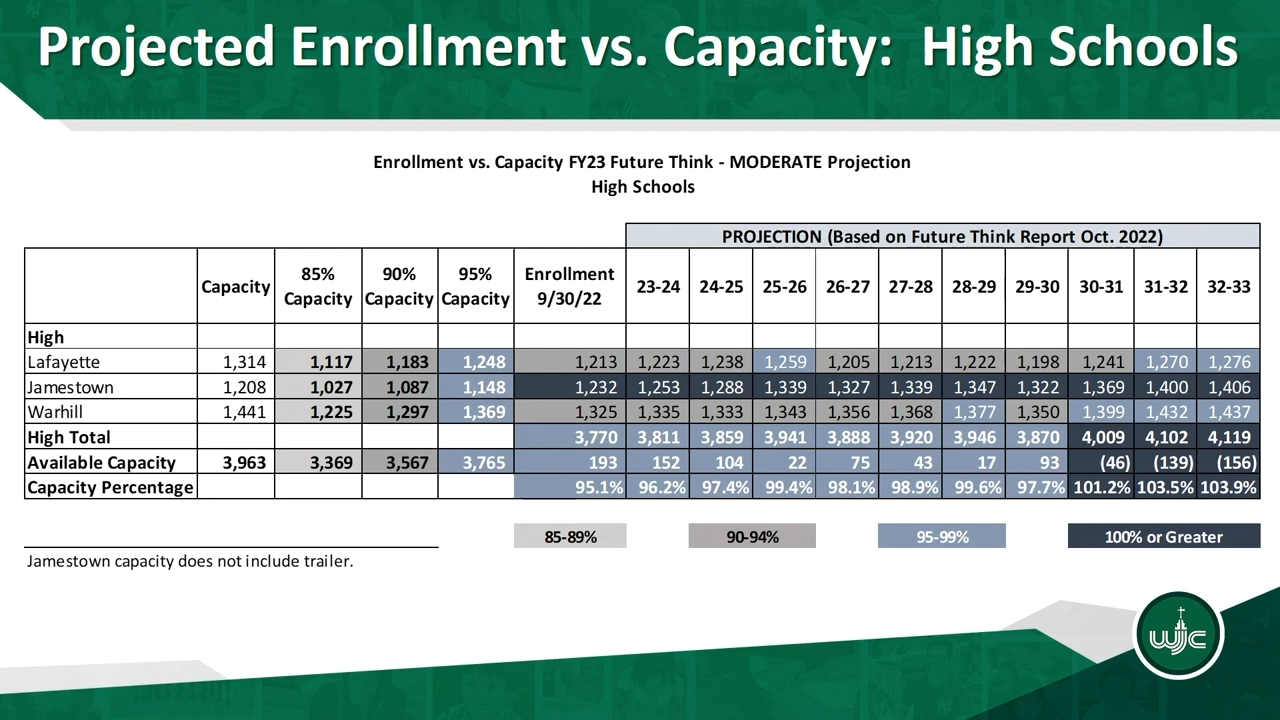 Projected Enrollment vs. Capacity: High Schools
Enrollment vs. Capacity FY23 Future Think - MODERATE Projection
High Schools
PROJECTION (Based on Future Think Report Oct. 2022)
Capacity 85% Capacity 90% Capacity 95% Capacity Enrollment 9/30/22 23-24 24-25 25-26 26-27 27-28 28-29 29-30 30-31 31-32 32-33
High
Lafayette 1,314 1,117 1,183 1,248 1,213 1,223 1,238 1,259 1,205 1,213 1,222 1,198 1,241 1,270 1,276
Jamestown 1,208 1,027 1,087 1,148 1,232 1,253 1,288 1,339 1,327 1,339 1,347 1,322 1,369 1,400 1,406
Warhill 1,441 1,225 1,297 1,369 1,325 1,335 1,333 1,343 1,356 1,368 1,377 1,350 1,399 1,432 1,437
High Total 3,770 3,811 3,859 3,941 3,888 3,920 3,946 3,870 4,009 4,102 4,119
Available Capacity 3,963 3,369 3,567 3,765 193 152 104 22 75 43 17 93 (46) (139) (156)
Capacity Percentage 95.1% 96.2% 97.4% 99.4% 98.1% 98.9% 99.6% 97.7% 101.2% 103.5% 103.9%
85-89% 90-94% 95-99% 100% or Greater
Jamestown capacity does not include trailer.
WJC